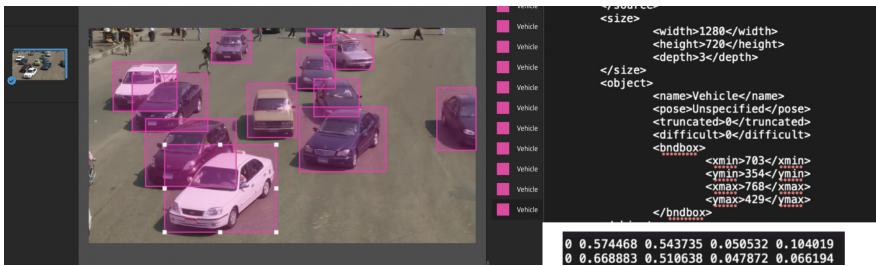 Vehicle
Vehicle
Vehicle
Vehicle
Vehicle
Vehicle
Vehicle
Vehicle
Vehicle
Vehicle
</source>
<size>
<width>1280</width>
<height>720</height>
<depth>3</depth>
</size>
<object>
<name>Vehicle</name>
<pose>Unspecified</pose>
<truncated>0</truncated>
<difficult>0</difficult>
<bndbox>
<xmin>703</xmin>
<ymin>354</ymin>
<xmax>768</xmax>
<ymax>429</ymax>
</bndbox>
0 0.574468 0.543735 0.050532 0.104019
0 0.668883 0.510638 0.047872 0.066194